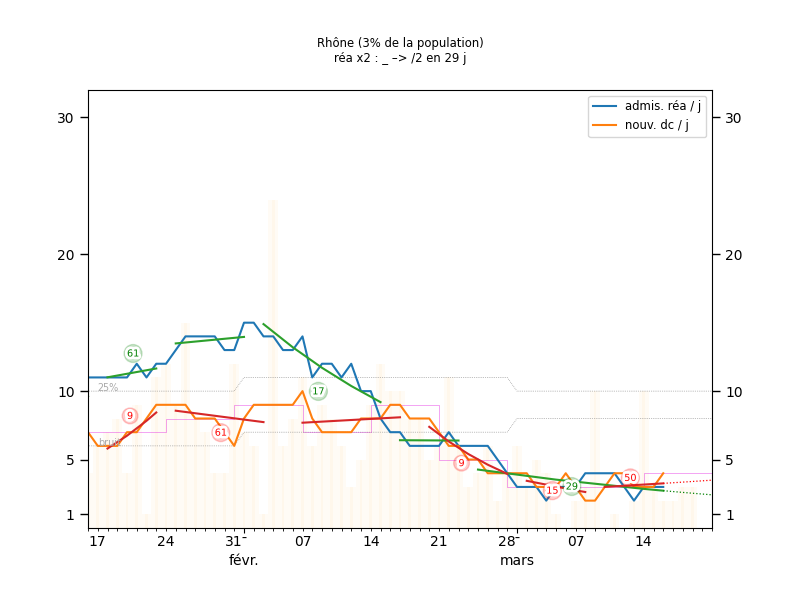 Rhône (3% de la population)
réa x2 : _ –> /2 en 29 j
admis. réa / j
nouv. dc / j
30 30
20 20
10 10
5 5
1 1
61
25%
17
9
61
bruit
9
15
29
50
17 24 31 07 14 21 28 07 14
févr. mars